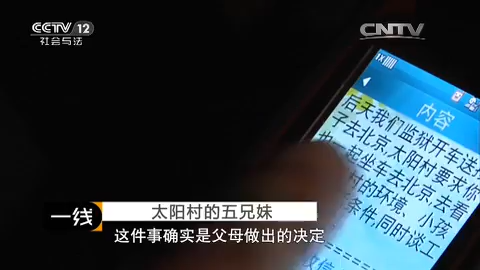 CCTV 12
社会与法
CNTV
1X
内容
后天我们监狱开车送孩
子去北京,太阳村要求你
起坐车去北京,去看
村的环境、小孩
条件,同时谈工
一线
太阳村的五兄妹
这件事确实是父母做出的决定